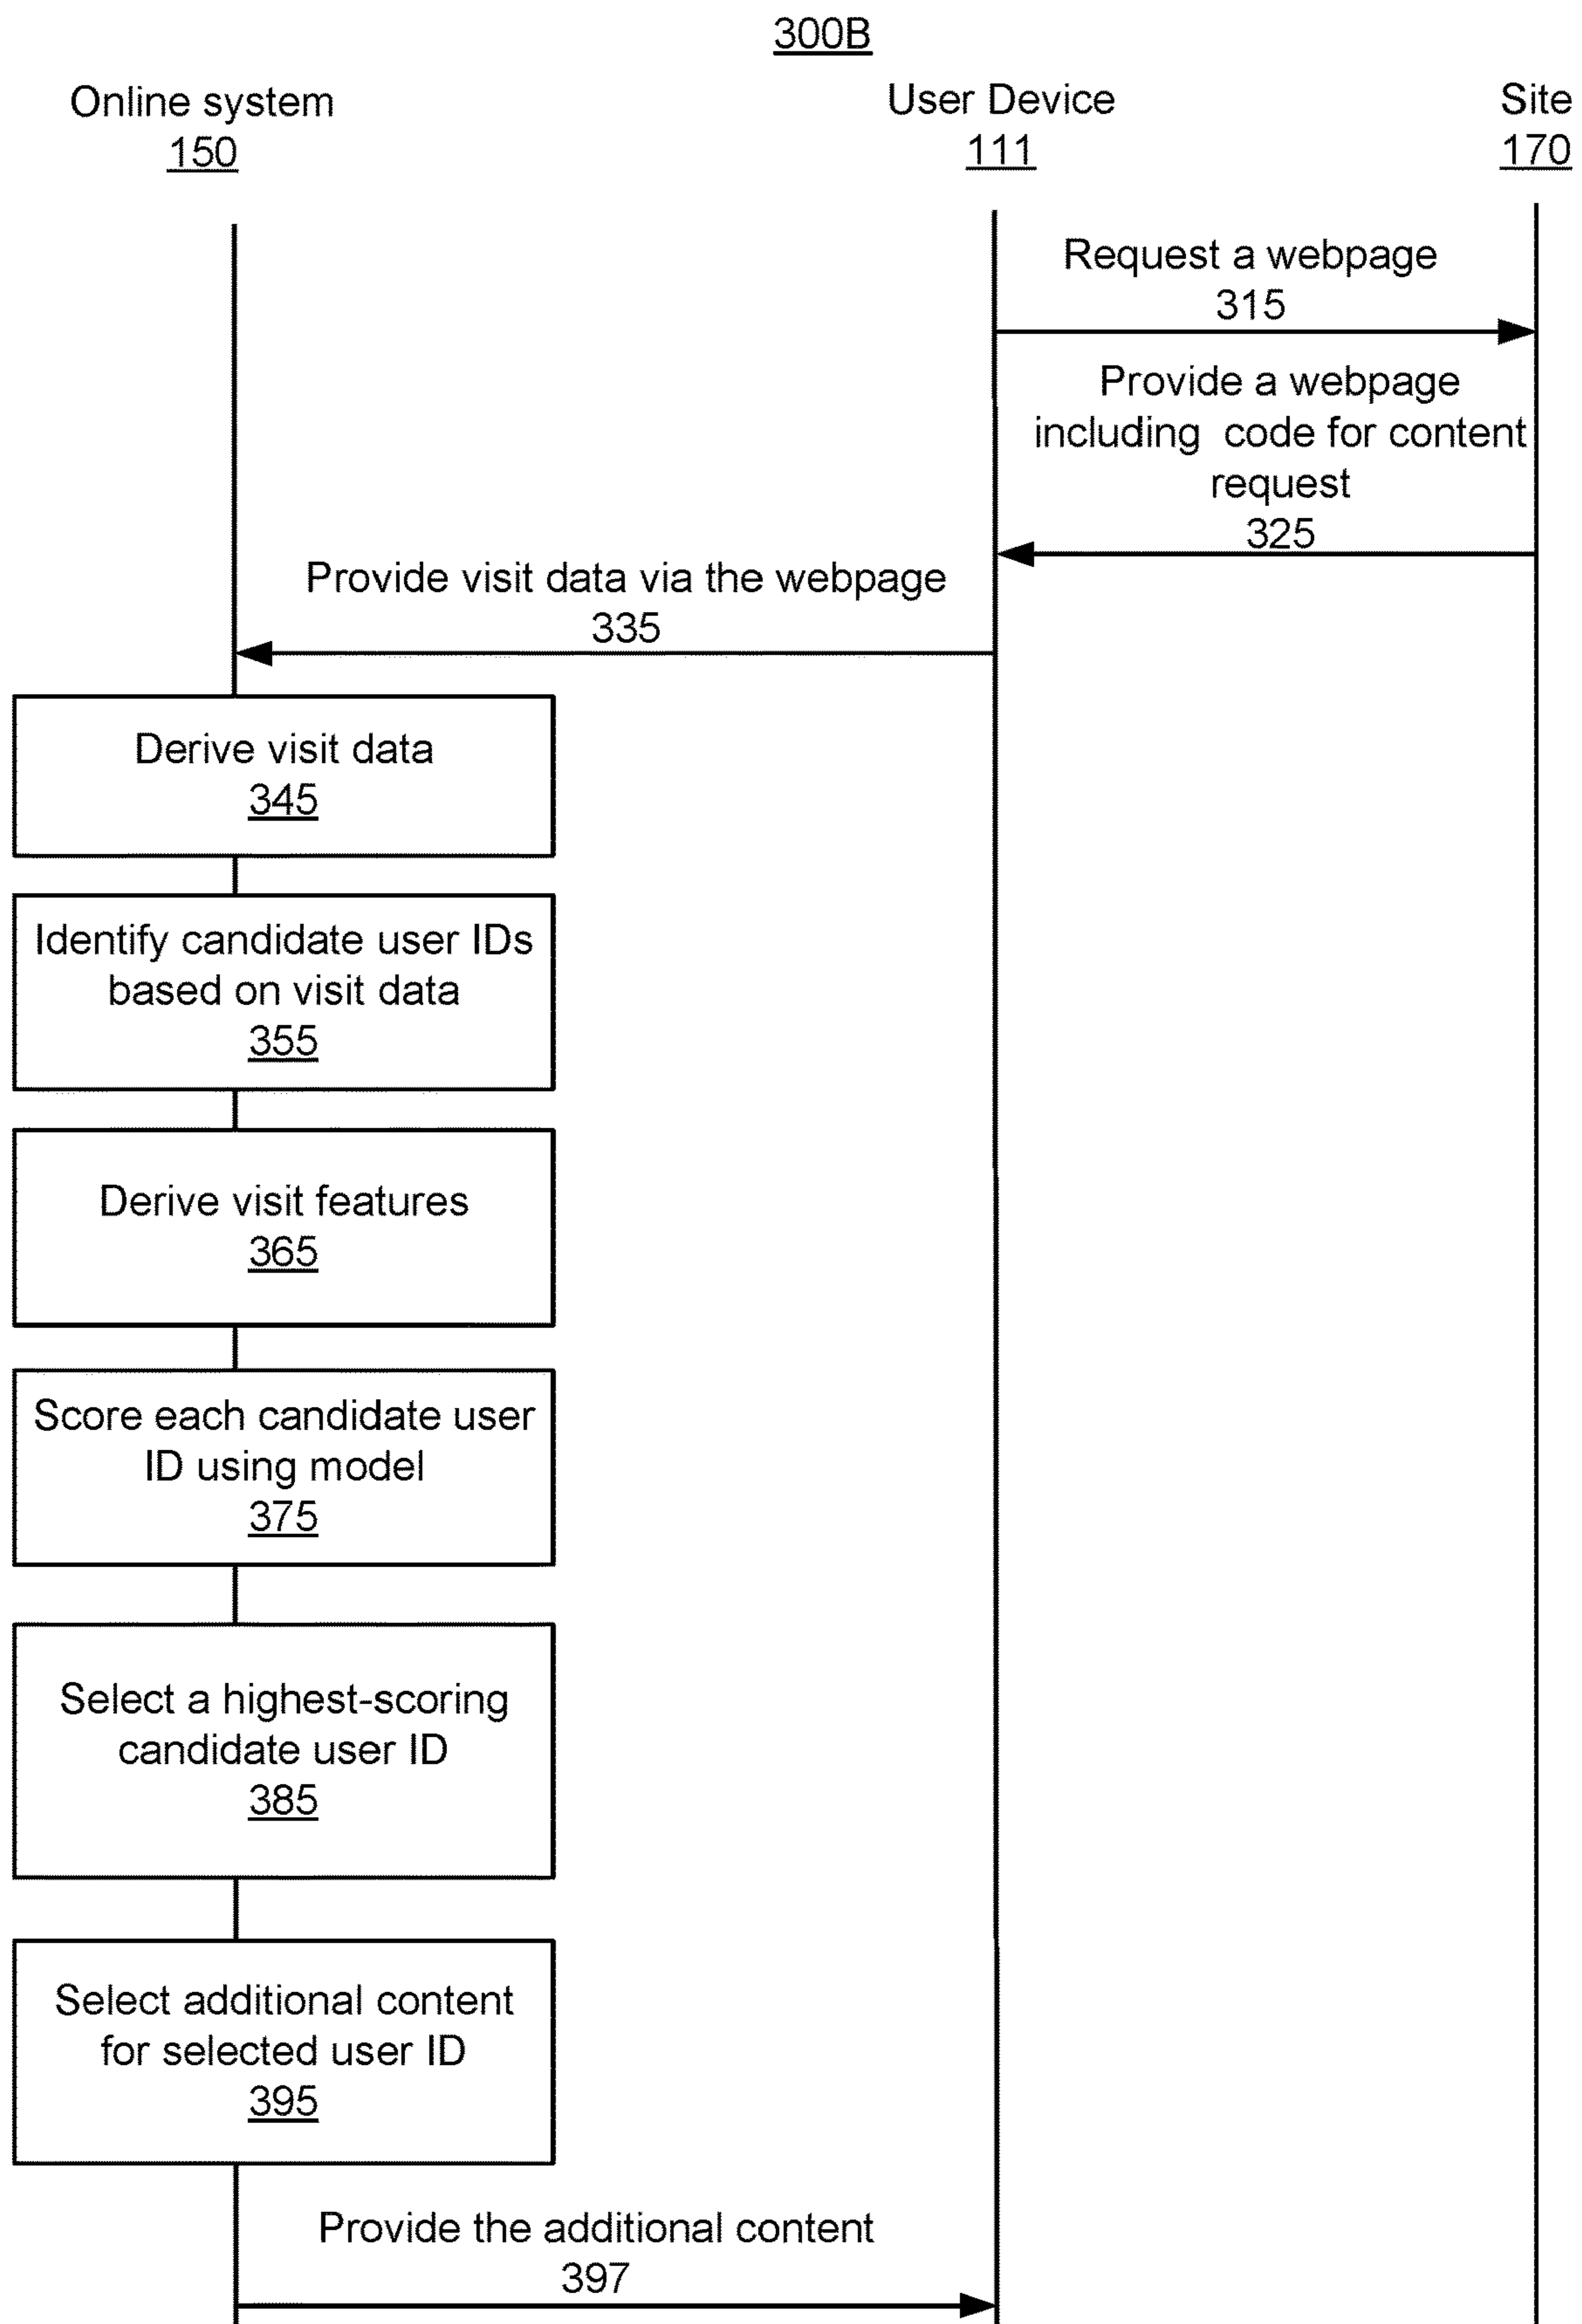 300B
Online system
150
User Device
111
Site
170
Request a webpage
315
Provide a webpage
including code for content
request
325
Provide visit data via the webpage
335
Derive visit data
345
Identify candidate user IDs
based on visit data
355
Derive visit features
365
Score each candidate user
ID using model
375
Select a highest-scoring
candidate user ID
385
Select additional content
for selected user ID
395
Provide the additional content
397